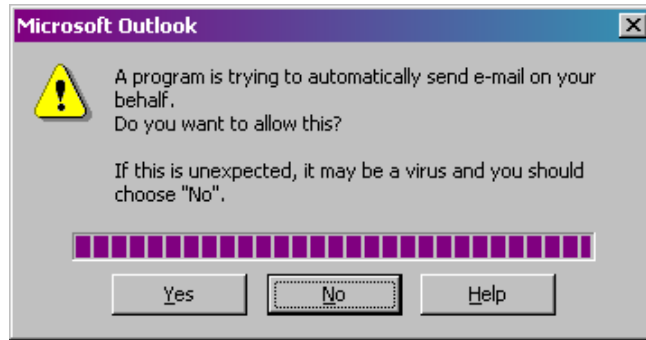 Microsoft Outlook
A program is trying to automatically send e-mail on your
behalf.
Do you want to allow this?
If this is unexpected, it may be a virus and you should
choose "No".
Yes No Help